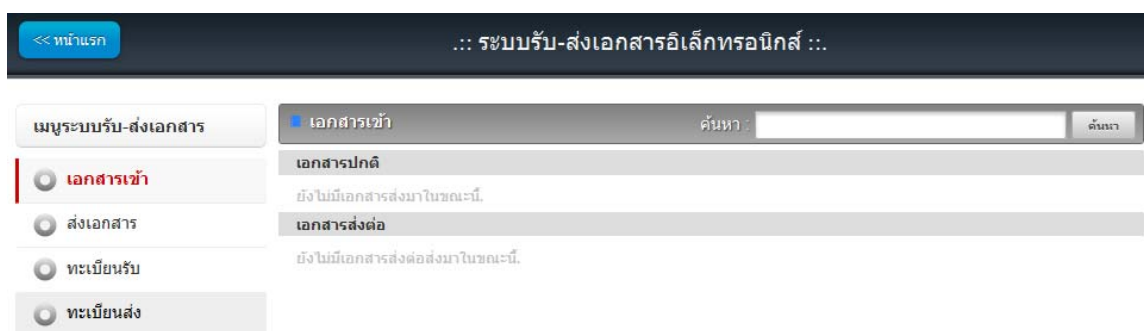 << หน้าแรก
.:: ระบบรับ-ส่งเอกสารอิเล็กทรอนิกส์ ::.
เมนูระบบรับ-ส่งเอกสาร
เอกสารเข้า
ส่งเอกสาร
ทะเบียนรับ
ทะเบียนส่ง
เอกสารเข้า ค้นหา : ค้นหา
เอกสารปกติ
ยังไม่มีเอกสารส่งมาในขณะนี้.
เอกสารส่งต่อ
ยังไม่มีเอกสารส่งต่อส่งมาในขณะนี้.